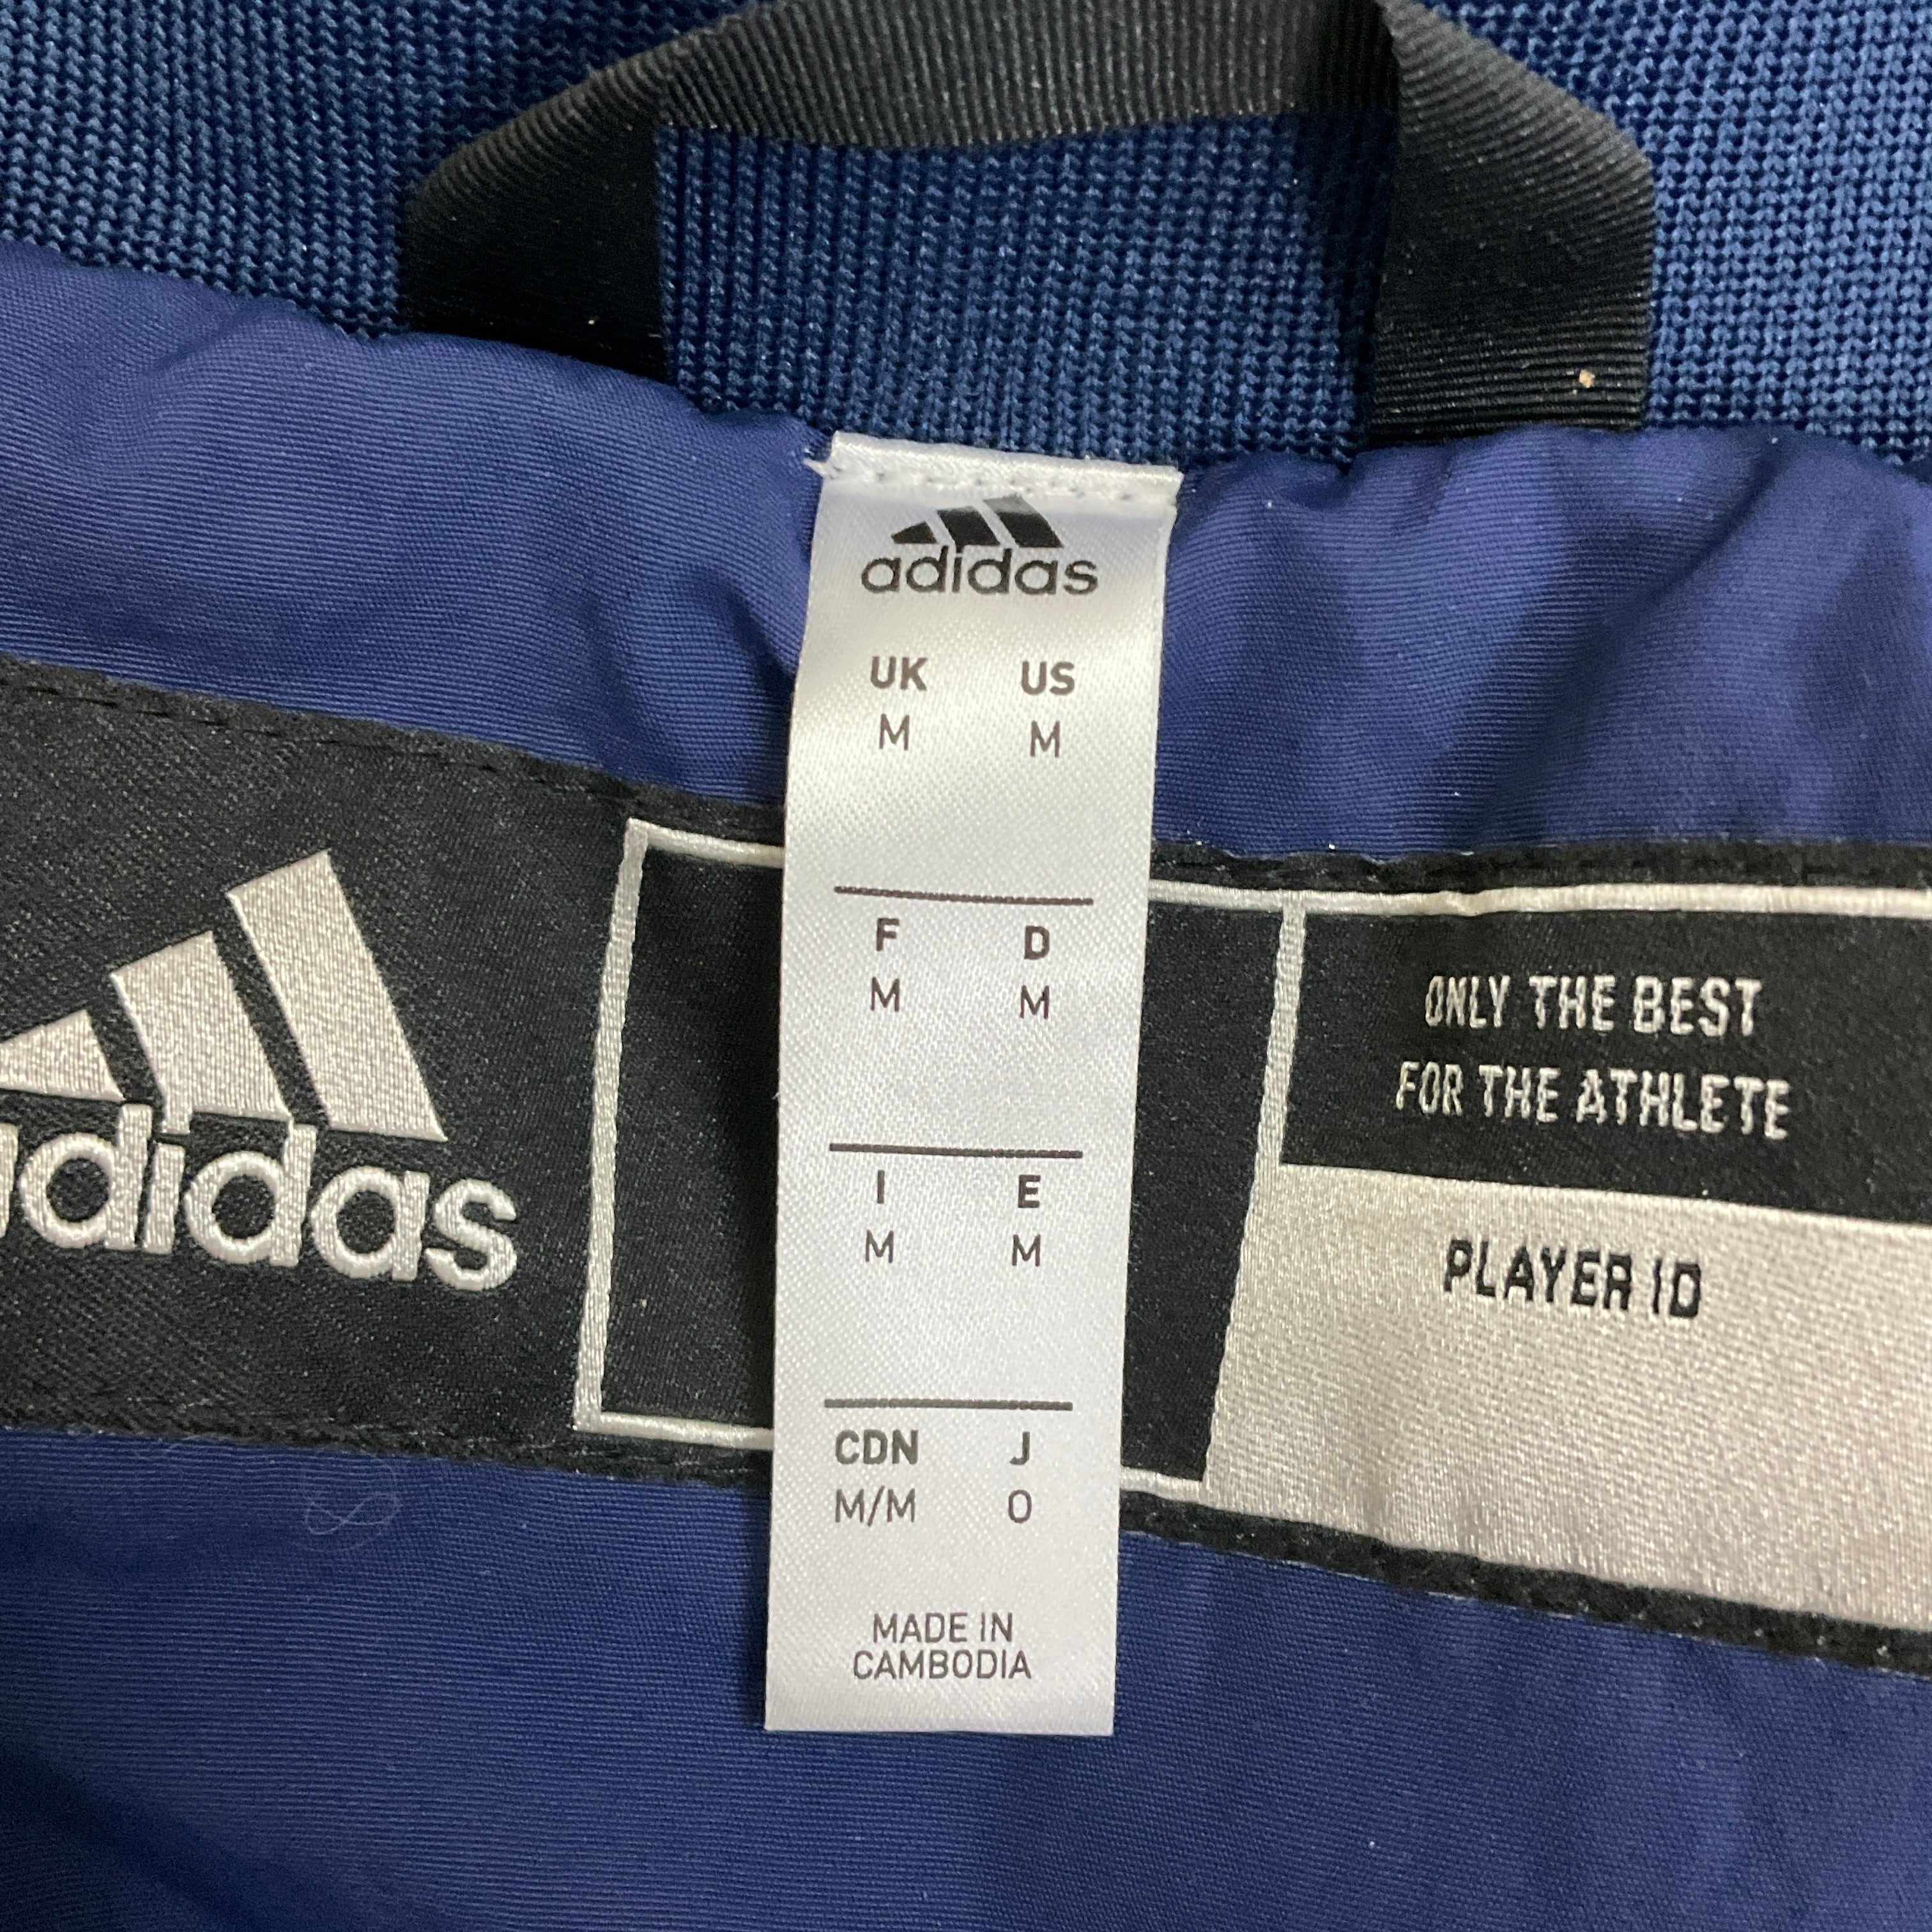 adidas
UK US
M M
F D
M M
I E
M M
CDN J
M/M O
MADE IN
CAMBODIA
adidas
ONLY THE BEST
FOR THE ATHLETE
PLAYER ID